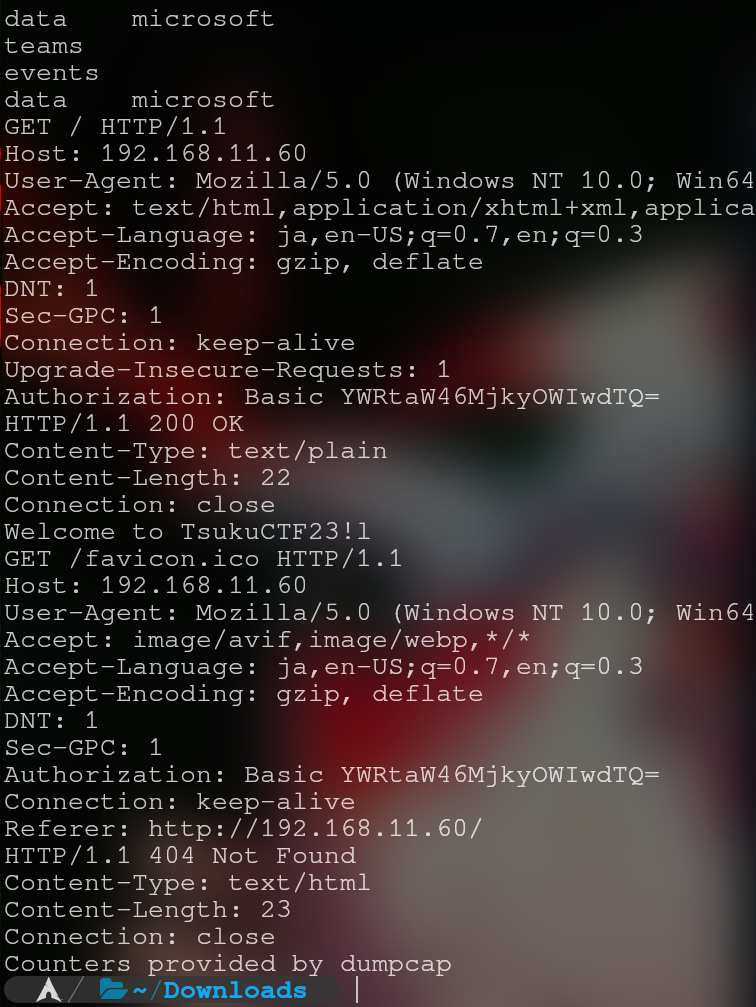 data    microsoft
teams
events
data    microsoft
GET / HTTP/1.1
Host: 192.168.11.60
User-Agent: Mozilla/5.0 (Windows NT 10.0; Win64
Accept: text/html,application/xhtml+xml,applica
Accept-Language: ja,en-US;q=0.7,en;q=0.3
Accept-Encoding: gzip, deflate
DNT: 1
Sec-GPC: 1
Connection: keep-alive
Upgrade-Insecure-Requests: 1
Authorization: Basic YWRtaW46MjkyOWIwdTQ=
HTTP/1.1 200 OK
Content-Type: text/plain
Content-Length: 22
Connection: close
Welcome to TsukuCTF23!l
GET /favicon.ico HTTP/1.1
Host: 192.168.11.60
User-Agent: Mozilla/5.0 (Windows NT 10.0; Win64
Accept: image/avif,image/webp,*/*
Accept-Language: ja,en-US;q=0.7,en;q=0.3
Accept-Encoding: gzip, deflate
DNT: 1
Sec-GPC: 1
Authorization: Basic YWRtaW46MjkyOWIwdTQ=
Connection: keep-alive
Referer: http://192.168.11.60/
HTTP/1.1 404 Not Found
Content-Type: text/html
Content-Length: 23
Connection: close
Counters provided by dumpcap
~/Downloads